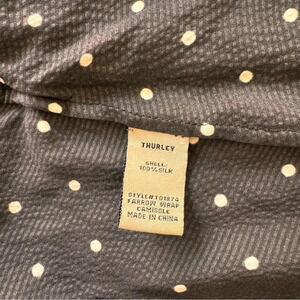 THURLEY
SHELL:
100% SILK
STYLE#T01874
FARROW WRAP
CAMISOLE
MADE IN CHINA